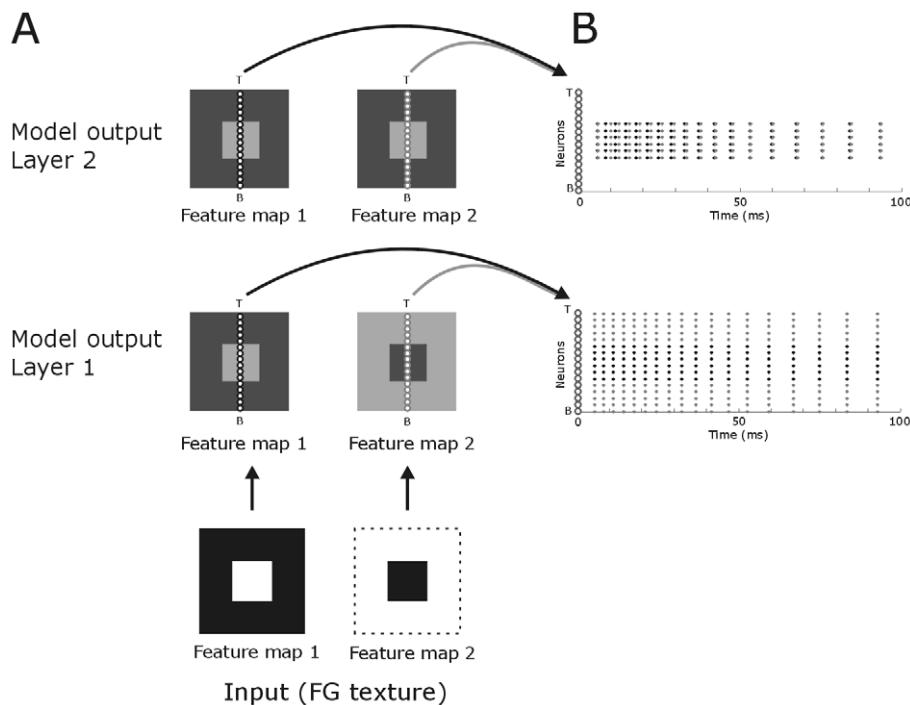 A
B
T
T
Model output
Layer 2
B
B
Feature map 1
Feature map 2
T
Neurons
B
0
50
100
Time (ms)
T
T
Model output
Layer 1
B
B
Feature map 1
Feature map 2
T
Neurons
B
0
50
100
Time (ms)
Feature map 1
Feature map 2
Input (FG texture)